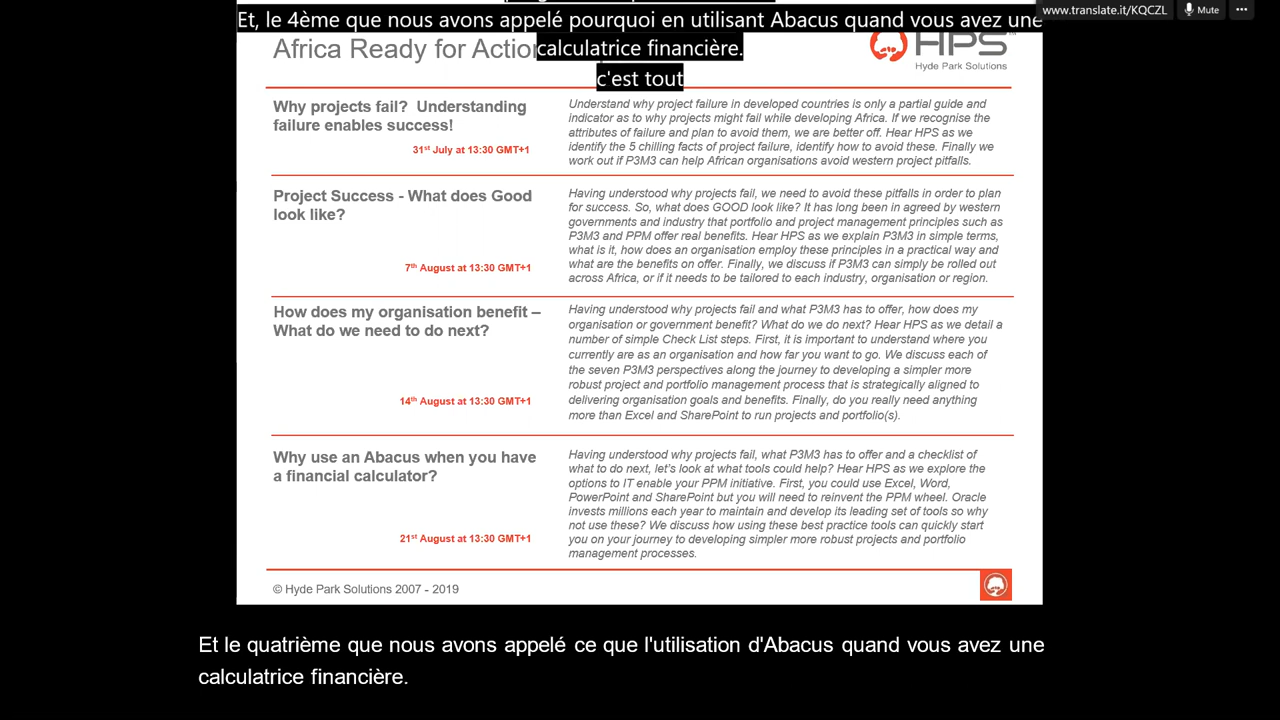 Et, le 4ème que nous avons appelé pourquoi en utilisant Abacus quand vous avez une
calculatrice financière.
c'est tout
www.translate.it/KQCZL
Mute
Africa Ready for Action
HPS
Hyde Park Solutions
Why projects fail? Understanding
failure enables success!
31st July at 13:30 GMT+1
Understand why project failure in developed countries is only a partial guide and
indicator as to why projects might fail while developing Africa. If we recognise the
attributes of failure and plan to avoid them, we are better off. Hear HPS as we
identify the 5 chilling facts of project failure, identify how to avoid these. Finally we
work out if P3M3 can help African organisations avoid western project pitfalls.
Project Success - What does Good
look like?
7th August at 13:30 GMT+1
Having understood why projects fail, we need to avoid these pitfalls in order to plan
for success. So, what does GOOD look like? It has long been in agreed by western
governments and industry that portfolio and project management principles such as
P3M3 and PPM offer real benefits. Hear HPS as we explain P3M3 in simple terms,
what is it, how does an organisation employ these principles in a practical way and
what are the benefits on offer. Finally, we discuss if P3M3 can simply be rolled out
across Africa, or if it needs to be tailored to each industry, organisation or region.
How does my organisation benefit –
What do we need to do next?
14th August at 13:30 GMT+1
Having understood why projects fail and what P3M3 has to offer, how does my
organisation or government benefit? What do we do next? Hear HPS as we detail a
number of simple Check List steps. First, it is important to understand where you
currently are as an organisation and how far you want to go. We discuss each of
the seven P3M3 perspectives along the journey to developing a simpler more
robust project and portfolio management process that is strategically aligned to
delivering organisation goals and benefits. Finally, do you really need anything
more than Excel and SharePoint to run projects and portfolio(s).
Why use an Abacus when you have
a financial calculator?
21st August at 13:30 GMT+1
Having understood why projects fail, what P3M3 has to offer and a checklist of
what to do next, let's look at what tools could help? Hear HPS as we explore the
options to IT enable your PPM initiative. First, you could use Excel, Word,
PowerPoint and SharePoint but you will need to reinvent the PPM wheel. Oracle
invests millions each year to maintain and develop its leading set of tools so why
not use these? We discuss how using these best practice tools can quickly start
you on your journey to developing simpler more robust projects and portfolio
management processes.
© Hyde Park Solutions 2007 - 2019
Et le quatrième que nous avons appelé ce que l'utilisation d'Abacus quand vous avez une
calculatrice financière.